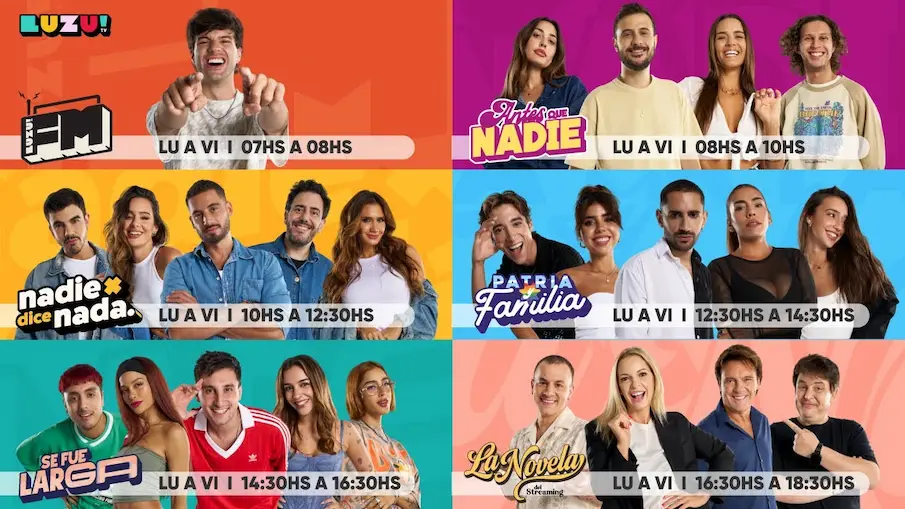 LUZU!
TV
LUZU!
FM
LU A VI | 07HS A 08HS
Antes QUE
NADIE
LU A VI | 08HS A 10HS
nadie
dice nada.
LU A VI | 10HS A 12:30HS
PATRIA y
Familia
LU A VI | 12:30HS A 14:30HS
SE FUE
LARGA
LU A VI | 14:30HS A 16:30HS
La Novela
del
Streaming
LU A VI | 16:30HS A 18:30HS